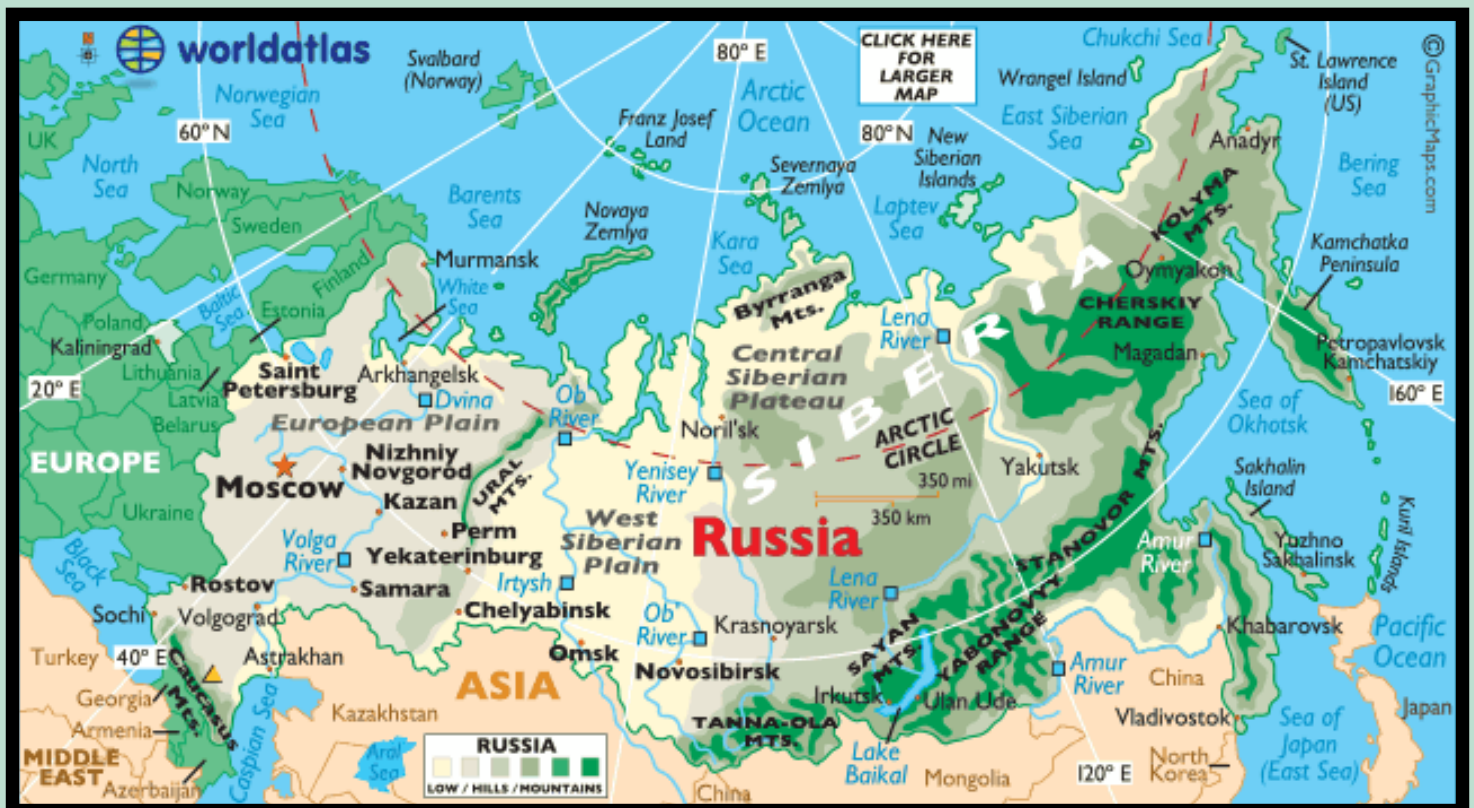 worldatlas
Svalbard
(Norway)
80° E
CLICK HERE
FOR
LARGER
MAP
Chukchi Sea
St. Lawrence
Island
(US)
©GraphicMaps.com
Norwegian
Sea
60° N
Arctic
Ocean
Wrangel Island
East Siberian
Sea
UK
Franz Josef
Land
80° N
New
Siberian
Islands
Anadyr
North
Sea
Severnaya
Zemlya
Bering
Sea
Norway
Sweden
Barents
Sea
Novaya
Zemlya
Kara
Sea
Laptev
Sea
KOLYMA
MTS.
Kamchatka
Peninsula
Germany
Finland
Murmansk
White
Sea
Byrranga
Mts.
Oymyakon
CHERSKIY
RANGE
Baltic
Sea
Estonia
Poland
Kaliningrad
Lithuania
Latvia
Belarus
20° E
Saint
Petersburg
Arkhangelsk
Dvina
European Plain
Ob
River
Central
Siberian
Plateau
Lena
River
SIBERIA
Magadan
Petropavlovsk
Kamchatskiy
160° E
Sea of
Okhotsk
Noril'sk
ARCTIC
CIRCLE
EUROPE
Moscow
Nizhniy
Novgorod
Kazan
URAL
MTS.
Yenisey
River
350 mi
350 km
Yakutsk
Sakhalin
Island
Ukraine
Perm
West
Siberian
Plain
Russia
STANOVOR MTS.
Kuril Islands
Black
Sea
Volga
River
Yekaterinburg
Amur
River
Yuzhno
Sakhalinsk
Rostov
Samara
Irtysh
Lena
River
Sochi
Volgograd
Chelyabinsk
Ob'
River
Krasnoyarsk
SAYAN
MTS.
YABONOVYY
RANGE
Khabarovsk
Pacific
Ocean
Turkey
40° E
Astrakhan
Omsk
Novosibirsk
Amur
River
China
Caucasus
Mts.
Georgia
ASIA
Irkutsk
Ulan Ude
Kazakhstan
Vladivostok
Japan
Armenia
Caspian Sea
TANNA-OLA
MTS.
Sea of
Japan
(East Sea)
MIDDLE
EAST
Aral
Sea
RUSSIA
LOW / HILLS / MOUNTAINS
Lake
Baikal
Mongolia
120° E
North
Korea
Azerbaijan
China